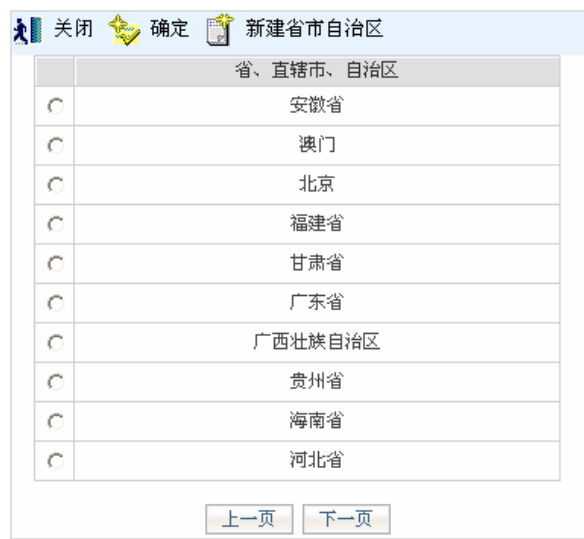 关闭 确定 新建省市自治区
省、直辖市、自治区
安徽省
澳门
北京
福建省
甘肃省
广东省
广西壮族自治区
贵州省
海南省
河北省
上一页 下一页